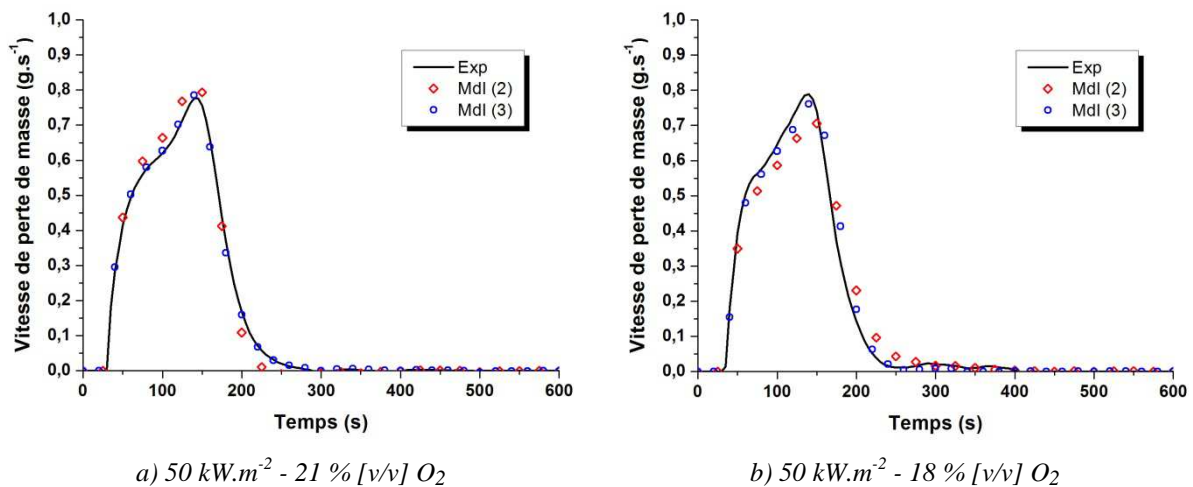 1,0
0,9
0,8
0,7
0,6
0,5
0,4
0,3
0,2
0,1
0,0
Vitesse de perte de masse (g.s⁻¹)
0 100 200 300 400 500 600
Temps (s)
Exp
Mdl (2)
Mdl (3)
a) 50 kW.m⁻² - 21 % [v/v] O₂
1,0
0,9
0,8
0,7
0,6
0,5
0,4
0,3
0,2
0,1
0,0
Vitesse de perte de masse (g.s⁻¹)
0 100 200 300 400 500 600
Temps (s)
Exp
Mdl (2)
Mdl (3)
b) 50 kW.m⁻² - 18 % [v/v] O₂